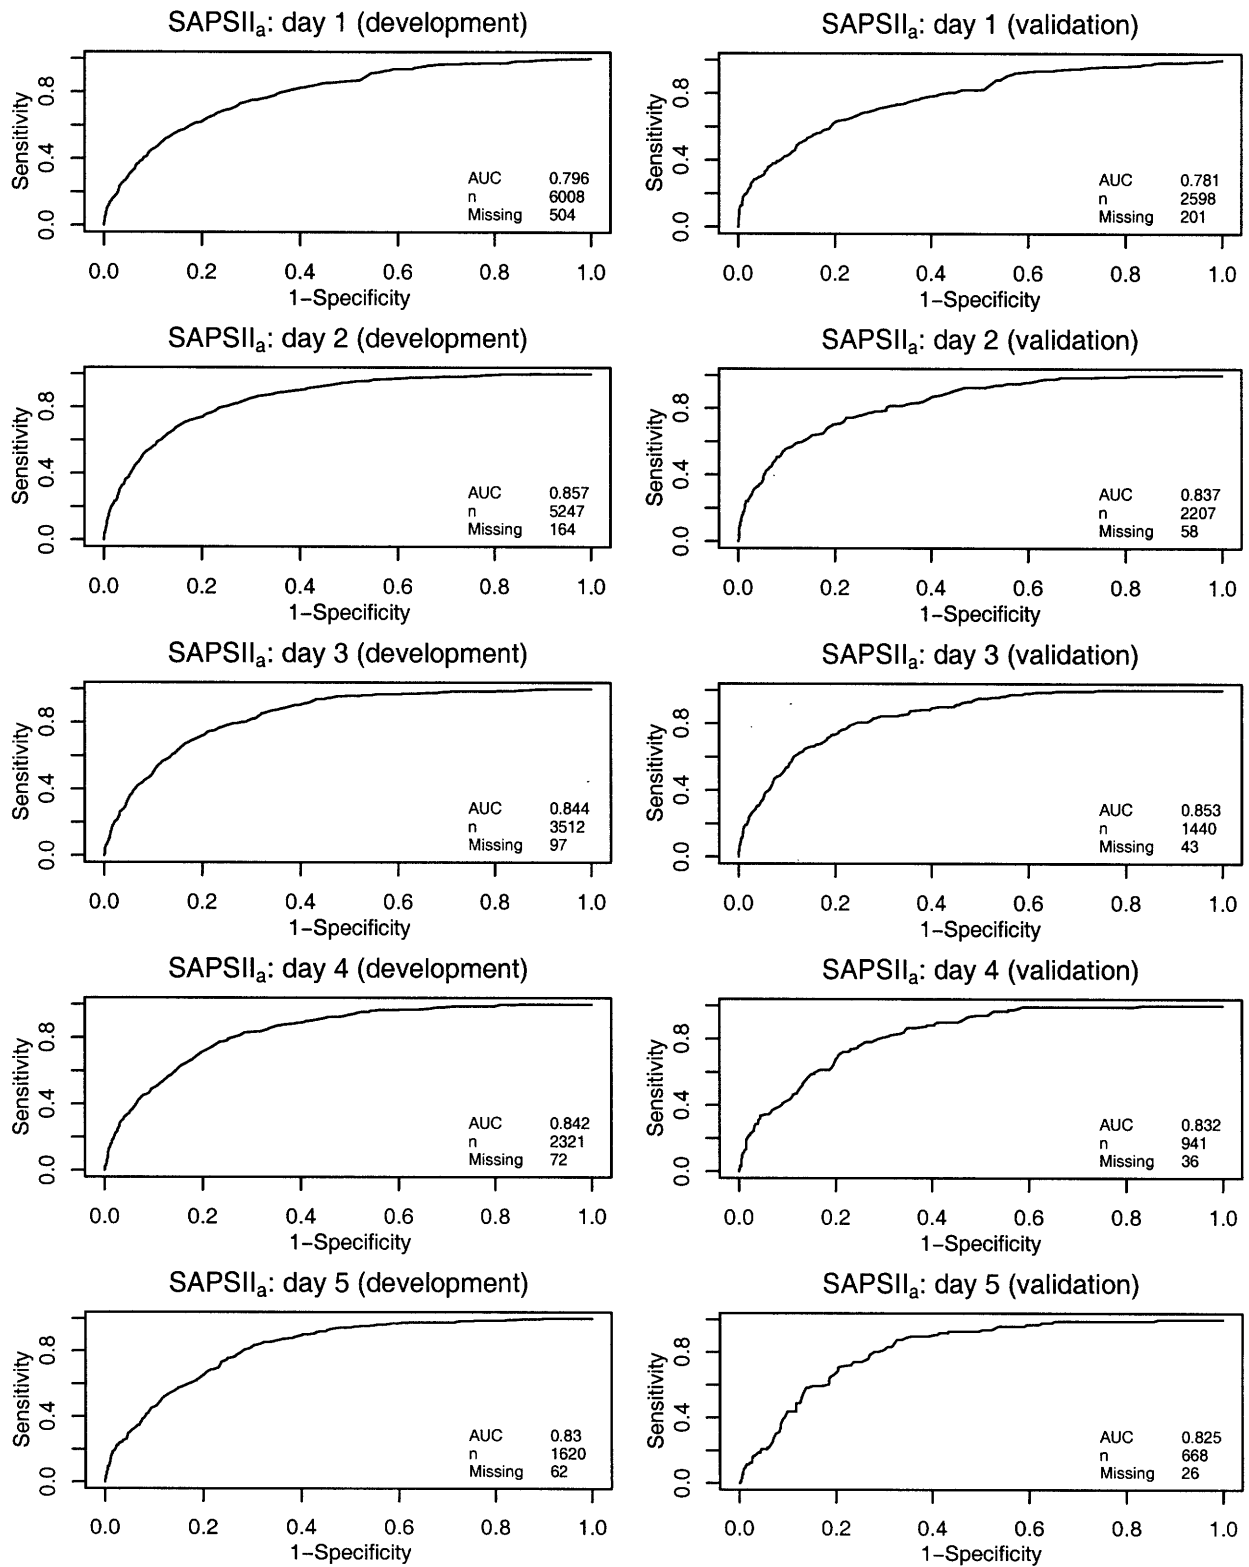 SAPSIIa: day 1 (development)
Sensitivity
0.0 0.4 0.8
AUC 0.796
n 6008
Missing 504
0.0 0.2 0.4 0.6 0.8 1.0
1−Specificity
SAPSIIa: day 1 (validation)
Sensitivity
0.0 0.4 0.8
AUC 0.781
n 2598
Missing 201
0.0 0.2 0.4 0.6 0.8 1.0
1−Specificity
SAPSIIa: day 2 (development)
Sensitivity
0.0 0.4 0.8
AUC 0.857
n 5247
Missing 164
0.0 0.2 0.4 0.6 0.8 1.0
1−Specificity
SAPSIIa: day 2 (validation)
Sensitivity
0.0 0.4 0.8
AUC 0.837
n 2207
Missing 58
0.0 0.2 0.4 0.6 0.8 1.0
1−Specificity
SAPSIIa: day 3 (development)
Sensitivity
0.0 0.4 0.8
AUC 0.844
n 3512
Missing 97
0.0 0.2 0.4 0.6 0.8 1.0
1−Specificity
SAPSIIa: day 3 (validation)
Sensitivity
0.0 0.4 0.8
AUC 0.853
n 1440
Missing 43
0.0 0.2 0.4 0.6 0.8 1.0
1−Specificity
SAPSIIa: day 4 (development)
Sensitivity
0.0 0.4 0.8
AUC 0.842
n 2321
Missing 72
0.0 0.2 0.4 0.6 0.8 1.0
1−Specificity
SAPSIIa: day 4 (validation)
Sensitivity
0.0 0.4 0.8
AUC 0.832
n 941
Missing 36
0.0 0.2 0.4 0.6 0.8 1.0
1−Specificity
SAPSIIa: day 5 (development)
Sensitivity
0.0 0.4 0.8
AUC 0.83
n 1620
Missing 62
0.0 0.2 0.4 0.6 0.8 1.0
1−Specificity
SAPSIIa: day 5 (validation)
Sensitivity
0.0 0.4 0.8
AUC 0.825
n 668
Missing 26
0.0 0.2 0.4 0.6 0.8 1.0
1−Specificity